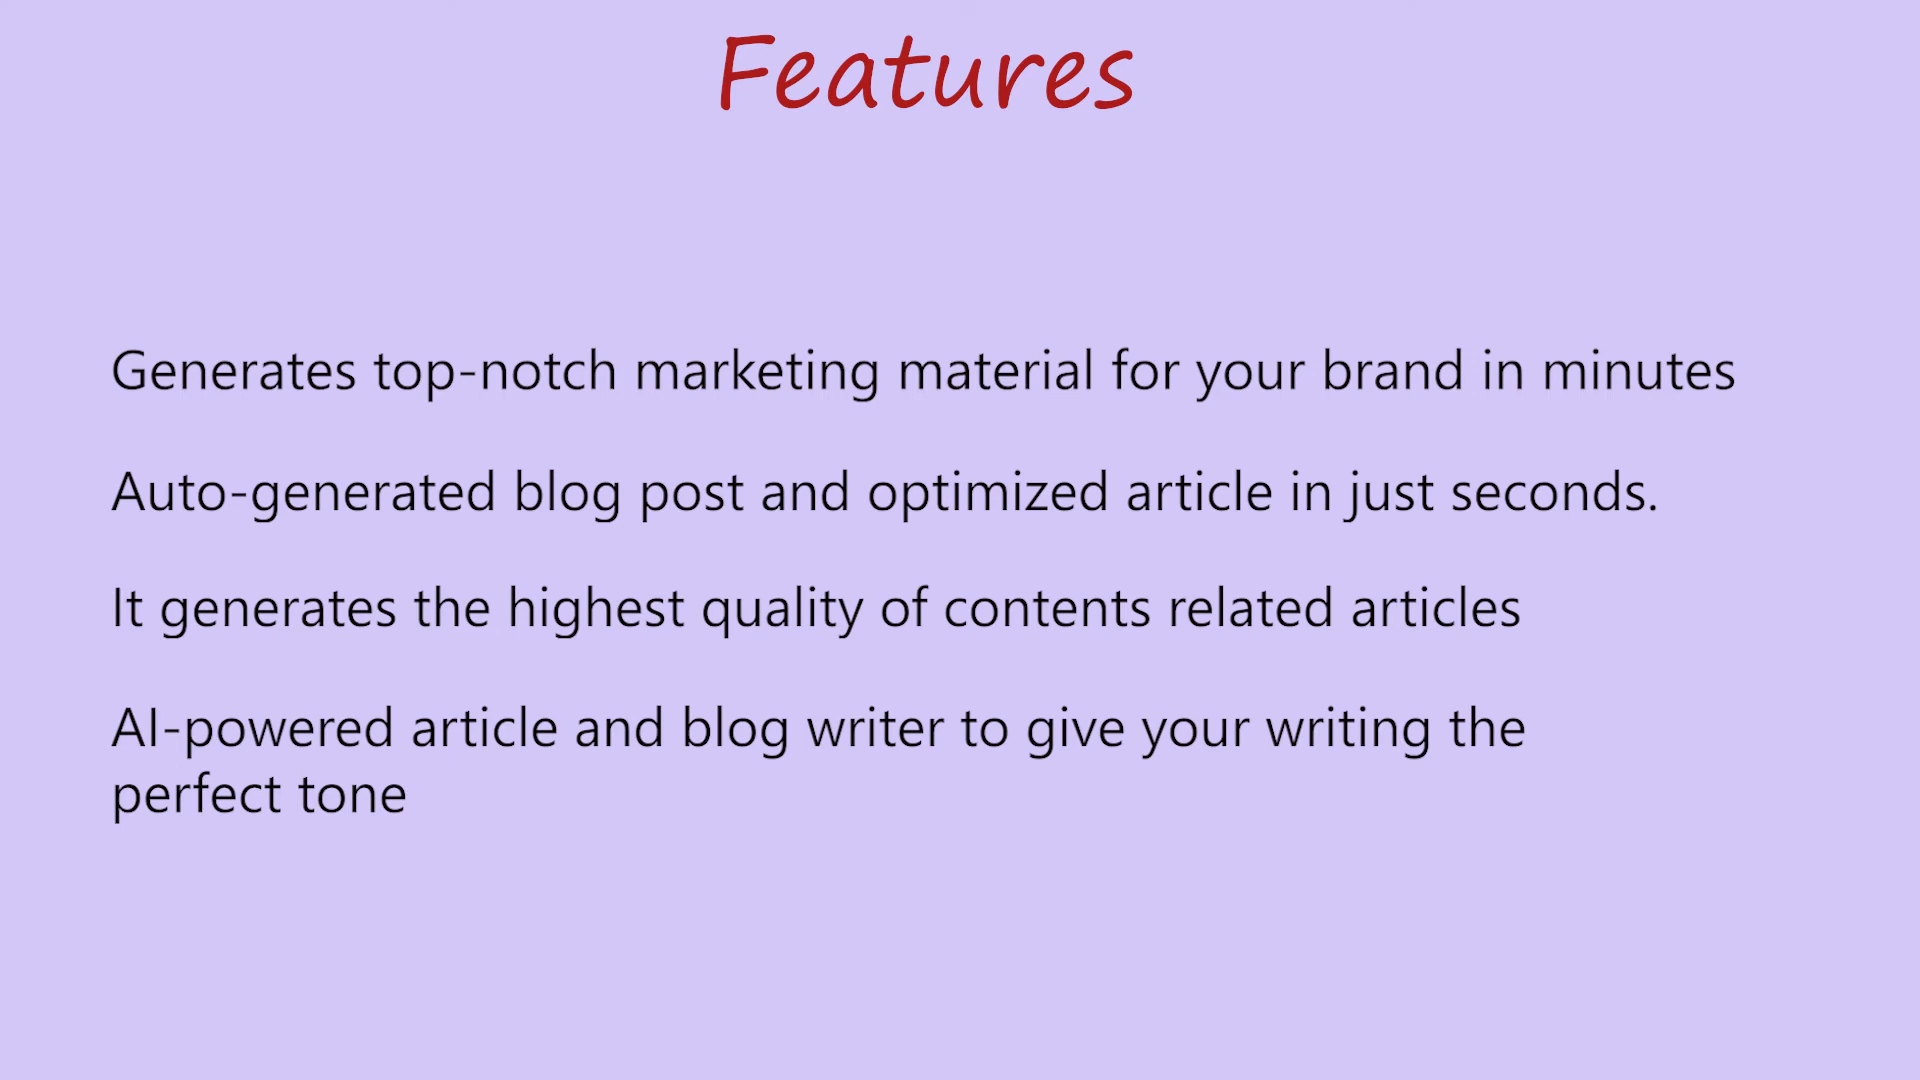 Features
Generates top-notch marketing material for your brand in minutes
Auto-generated blog post and optimized article in just seconds.
It generates the highest quality of contents related articles
AI-powered article and blog writer to give your writing the
perfect tone